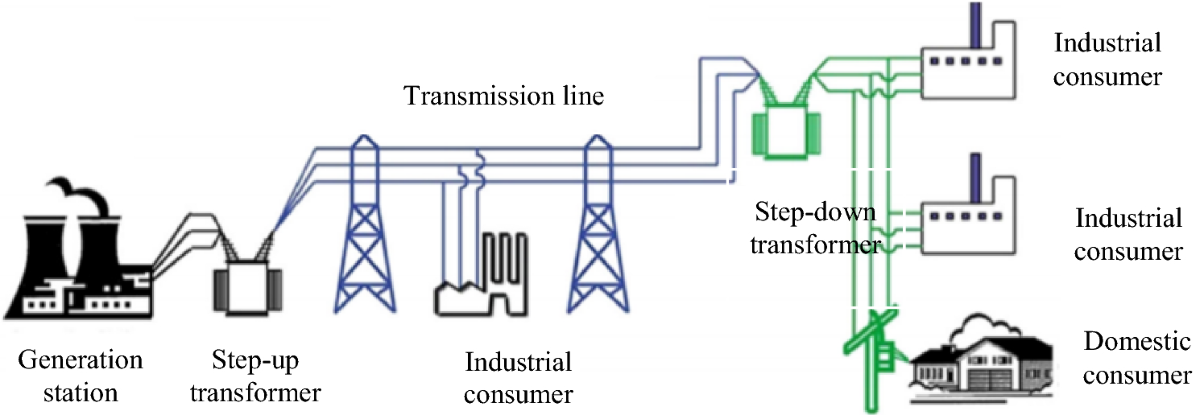 Industrial
consumer
Transmission line
Step-down
transformer
Industrial
consumer
Generation
station
Step-up
transformer
Industrial
consumer
Domestic
consumer